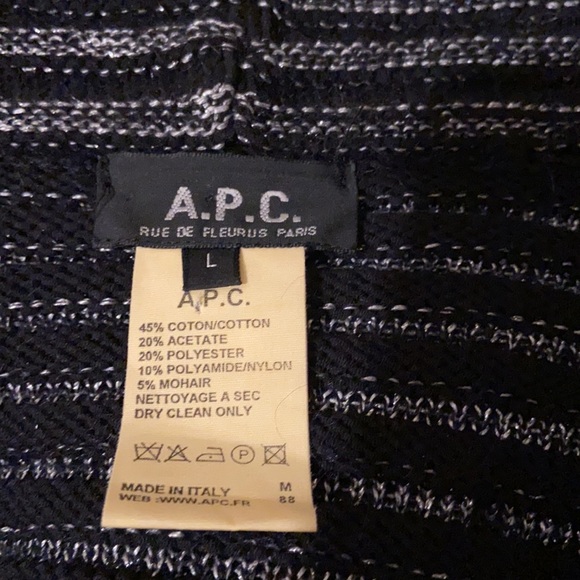 A.P.C.
RUE DE FLEURUS PARIS
L
A.P.C.
45% COTON/COTTON
20% ACETATE
20% POLYESTER
10% POLYAMIDE/NYLON
5% MOHAIR
NETTOYAGE A SEC
DRY CLEAN ONLY
P
MADE IN ITALY M
WEB :WWW.APC.FR 88